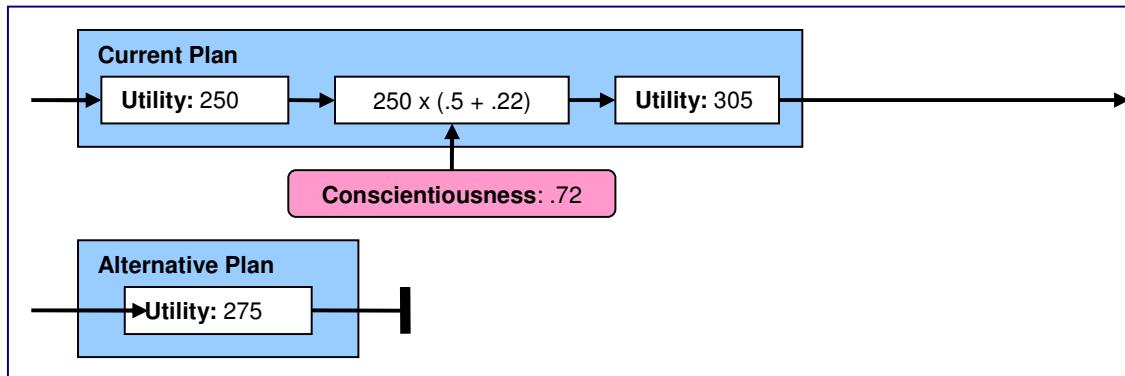 Current Plan
Utility: 250
250 x (.5 + .22)
Utility: 305
Conscientiousness: .72
Alternative Plan
Utility: 275